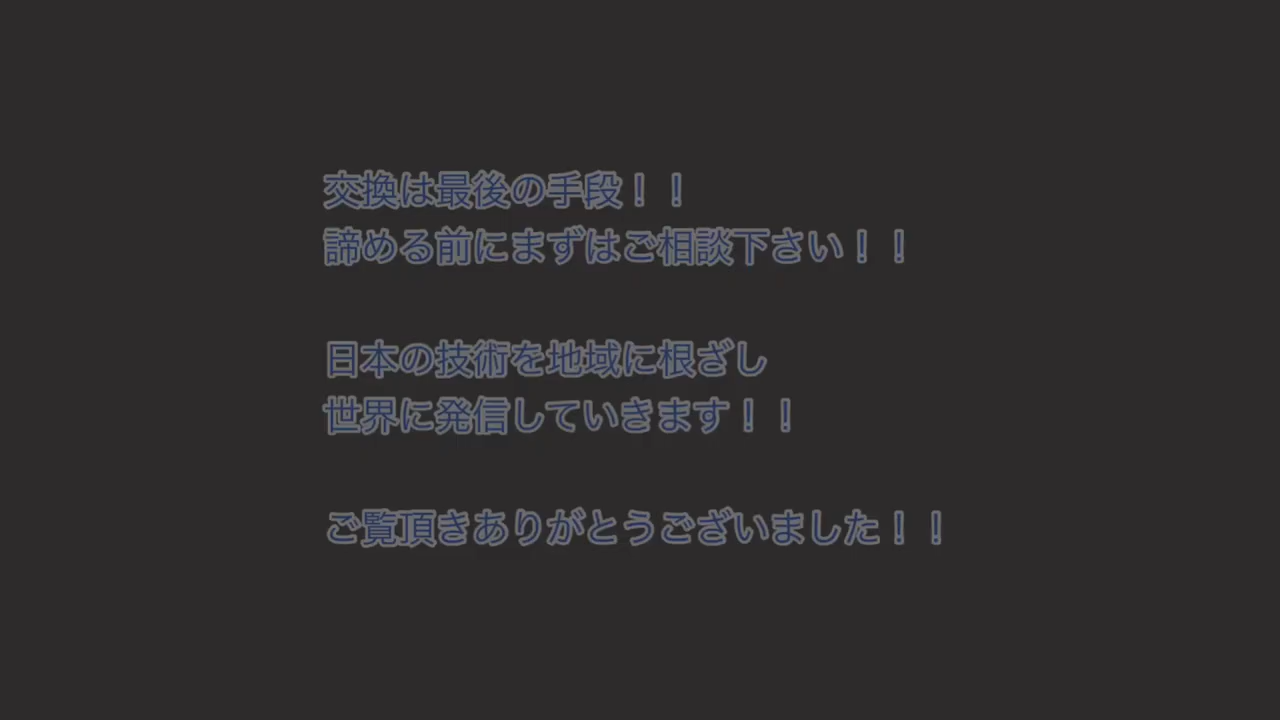 交換は最後の手段！！
諦める前にまずはご相談下さい！！
日本の技術を地域に根ざし
世界に発信していきます！！
ご覧頂きありがとうございました！！